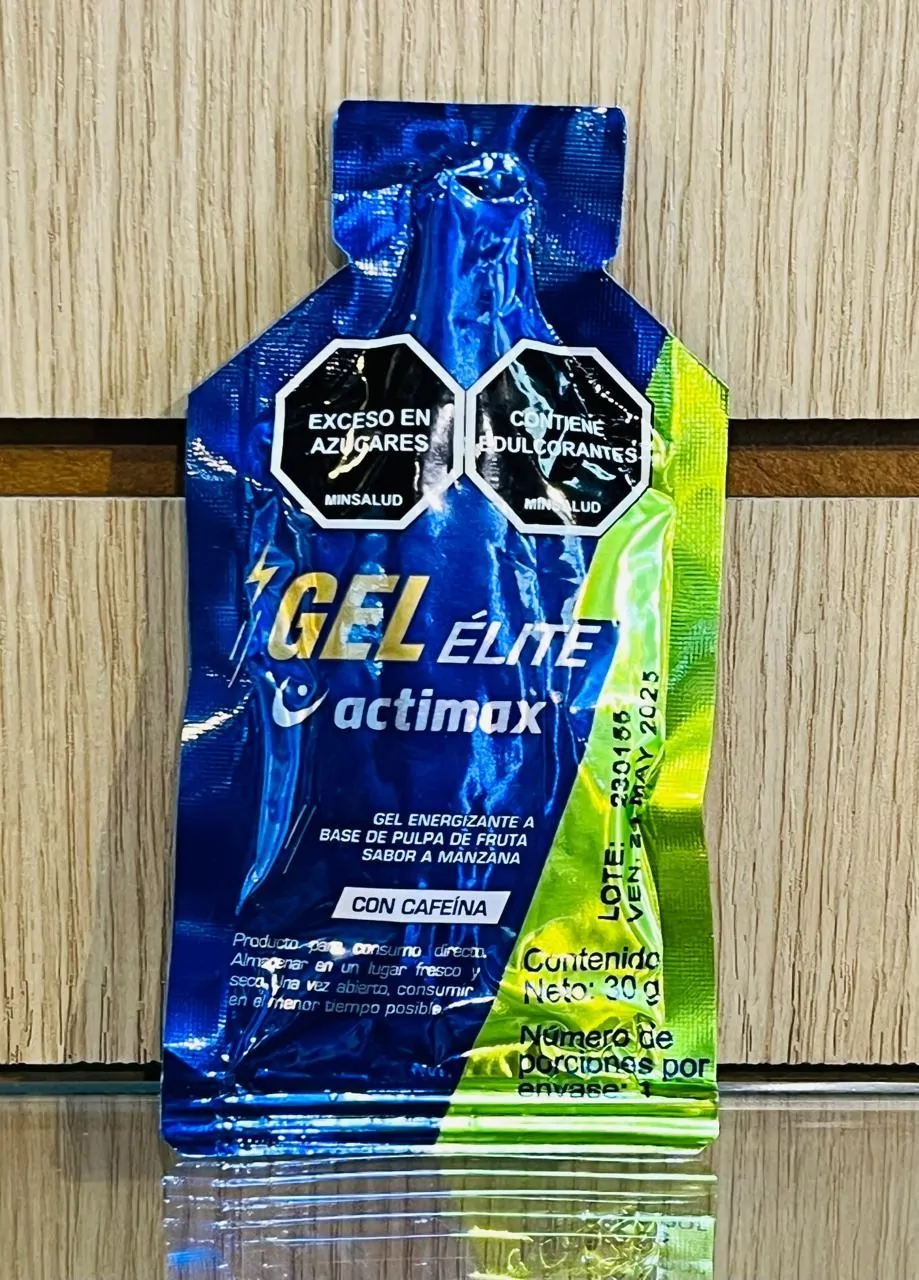 EXCESO EN
AZÚCARES
MINSALUD
CONTIENE
EDULCORANTES
MINSALUD
GEL ÉLITE
actimax
GEL ENERGIZANTE A
BASE DE PULPA DE FRUTA
SABOR A MANZANA
CON CAFEÍNA
Producto para consumo directo.
Almacenar en un lugar fresco y
seco. Una vez abierto, consumir
en el menor tiempo posible.
LOTE: 230155
VEN. MAY 2025
Contenido
Neto: 30 g
Número de
porciones por
envase: 1